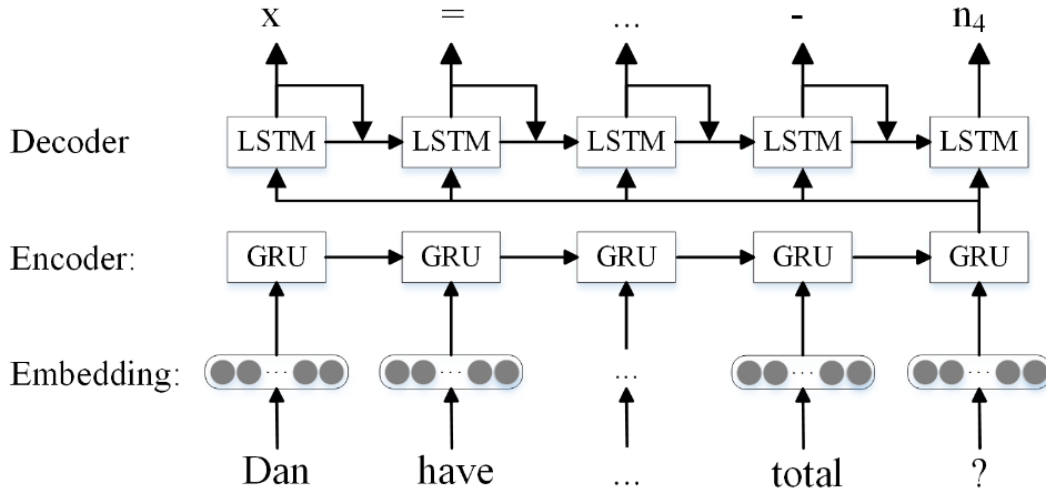 x = ... - n₄
Decoder LSTM LSTM LSTM LSTM LSTM
Encoder: GRU GRU GRU GRU GRU
Embedding: ... ... ... ... ...
Dan have ... total ?